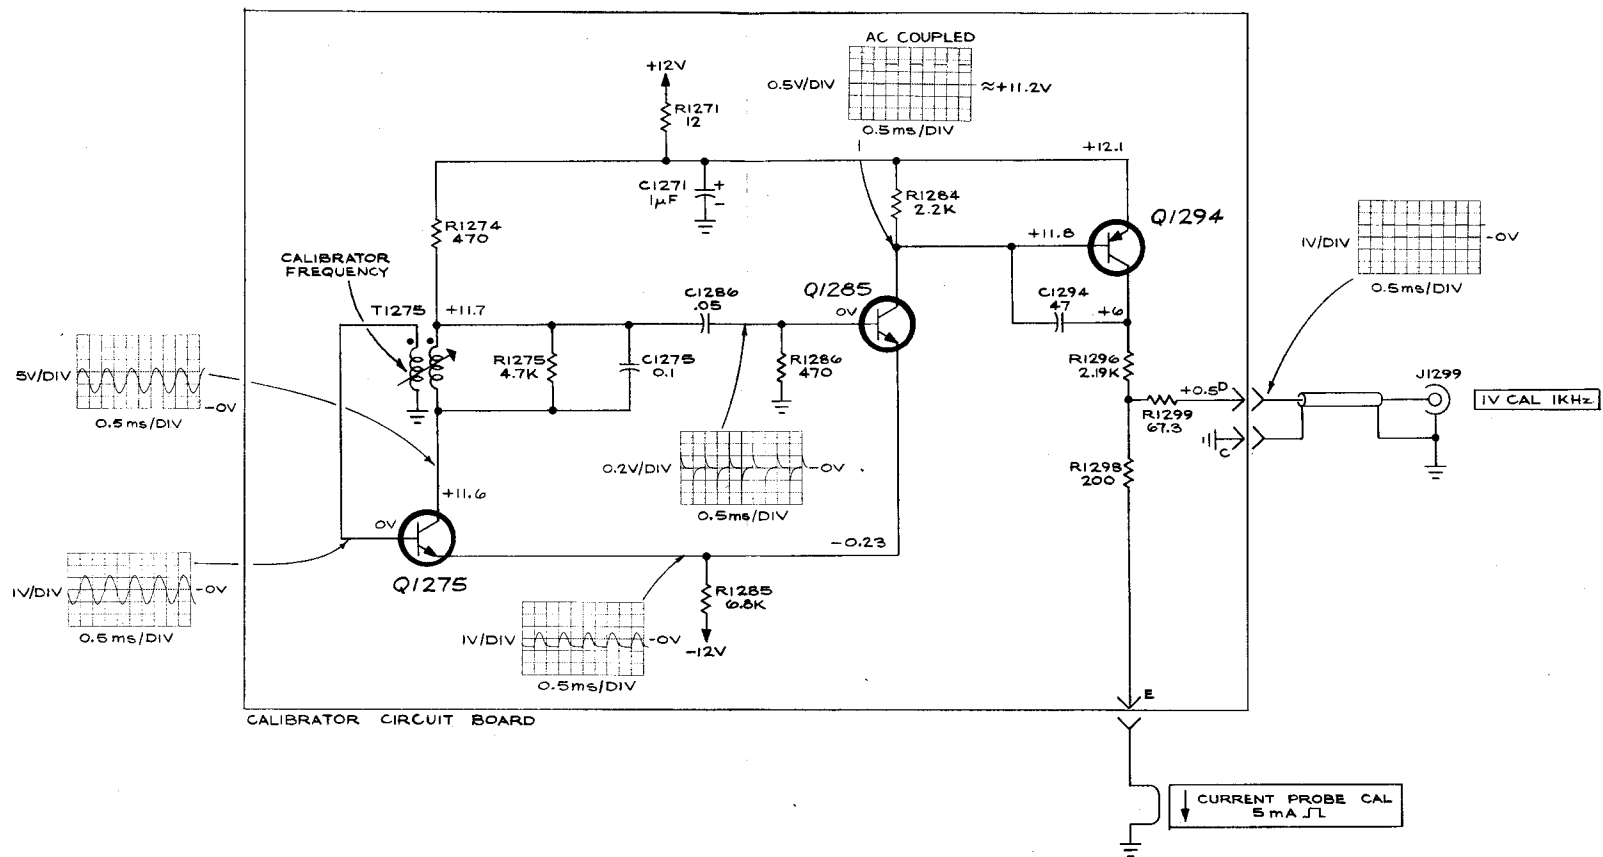 AC COUPLED
0.5V/DIV
≈+11.2V
0.5ms/DIV
+12V
R1271
12
+12.1
C1271
1µF
+
-
R1284
2.2K
Q1294
+11.8
1V/DIV
-0V
0.5ms/DIV
R1274
470
CALIBRATOR
FREQUENCY
T1275
+11.7
C1286
.05
Q1285
0V
C1294
47
+6
R1275
4.7K
C1275
0.1
R1286
470
R1296
2.19K
5V/DIV
-0V
0.5ms/DIV
+0.5
D
R1299
67.3
J1299
1V CAL 1KHz
C
0.2V/DIV
-0V
0.5ms/DIV
R1298
200
+11.6
0V
Q1275
-0.23
1V/DIV
-0V
0.5ms/DIV
R1285
6.8K
-12V
1V/DIV
-0V
0.5ms/DIV
E
CALIBRATOR CIRCUIT BOARD
CURRENT PROBE CAL
5mA